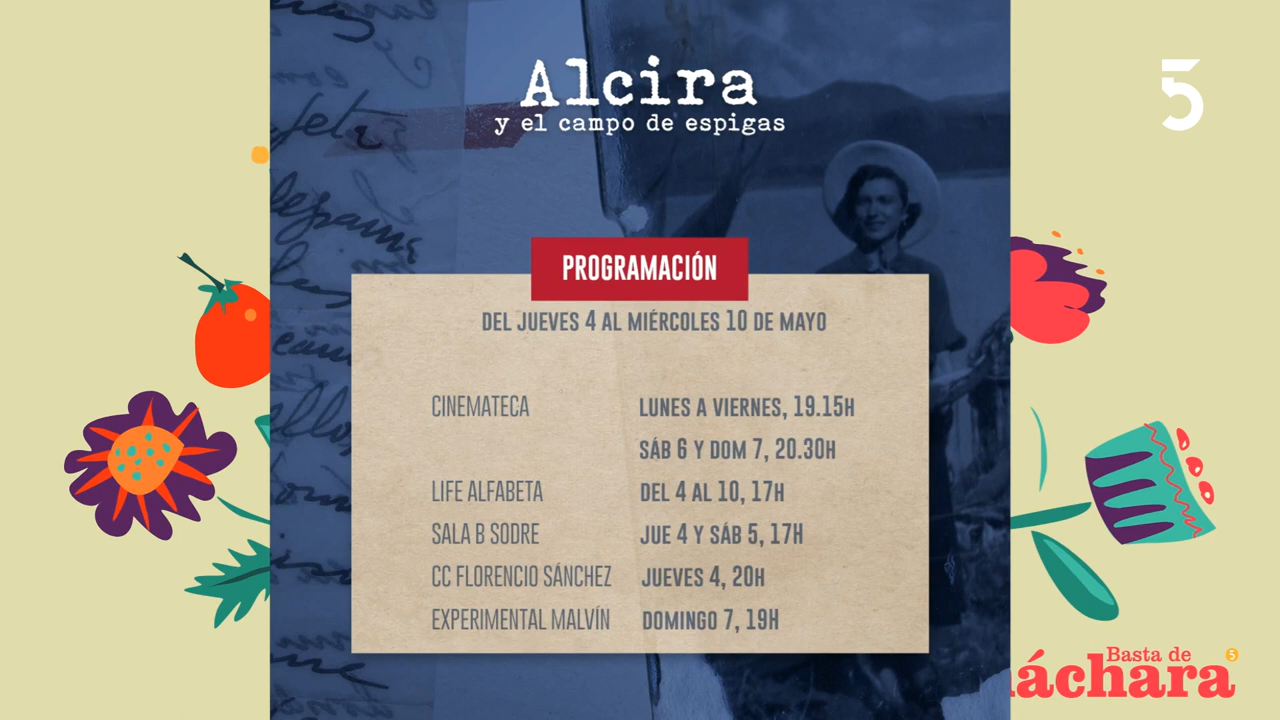 Alcira
y el campo de espigas
5
PROGRAMACIÓN
DEL JUEVES 4 AL MIÉRCOLES 10 DE MAYO
CINEMATECA LUNES A VIERNES, 19.15H
SÁB 6 Y DOM 7, 20.30H
LIFE ALFABETA DEL 4 AL 10, 17H
SALA B SODRE JUE 4 Y SÁB 5, 17H
CC FLORENCIO SÁNCHEZ JUEVES 4, 20H
EXPERIMENTAL MALVÍN DOMINGO 7, 19H
Basta de 5
áchara